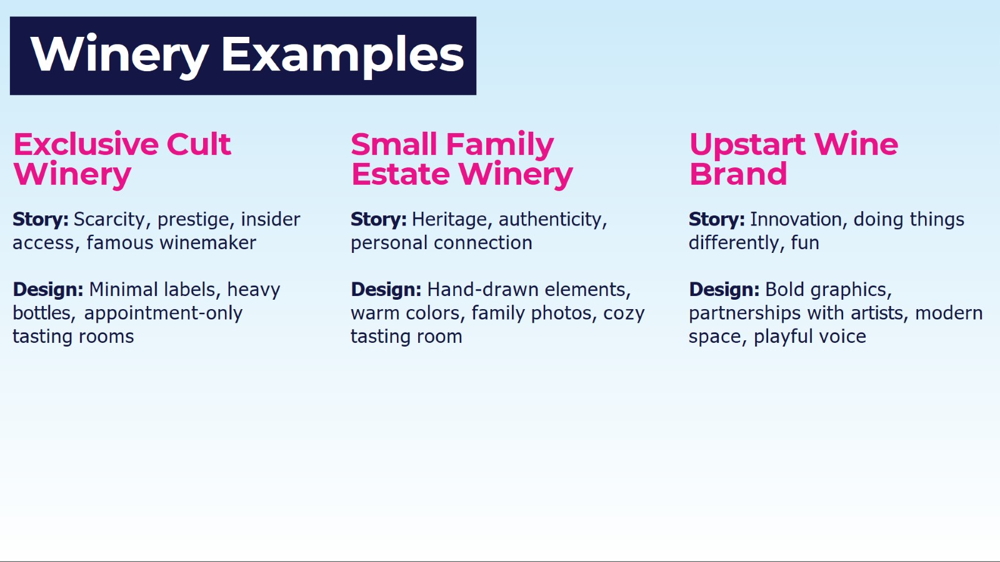 Winery Examples
Exclusive Cult
Winery
Story: Scarcity, prestige, insider
access, famous winemaker
Design: Minimal labels, heavy
bottles, appointment-only
tasting rooms
Small Family
Estate Winery
Story: Heritage, authenticity,
personal connection
Design: Hand-drawn elements,
warm colors, family photos, cozy
tasting room
Upstart Wine
Brand
Story: Innovation, doing things
differently, fun
Design: Bold graphics,
partnerships with artists, modern
space, playful voice